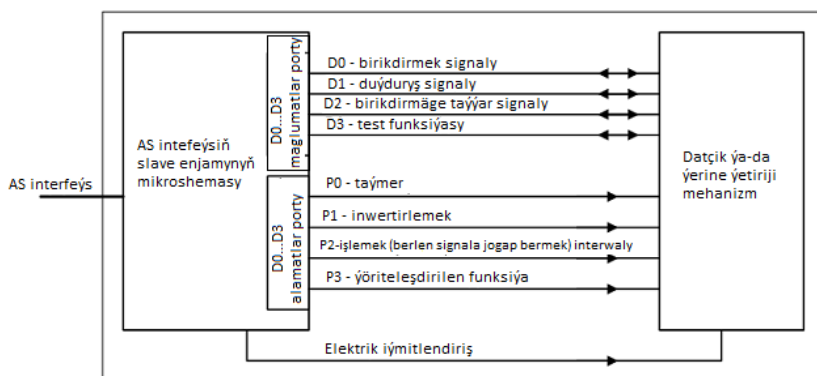 AS interfeýs
AS intefeýsiň
slave enjamynyň
mikroshemasy
D0...D3
maglumatlar porty
D0...D3
alamatlar porty
D0 - birikdirmek signaly
D1 - duýduryş signaly
D2 - birikdirmäge taýýar signaly
D3 - test funksiýasy
P0 - taýmer
P1 - inwertirlemek
P2-işlemek (berlen signala jogap bermek) interwaly
P3 - ýöriteleşdirilen funksiýa
Elektrik iýmitlendiriş
Datçik ýa-da
ýerine ýetiriji
mehanizm